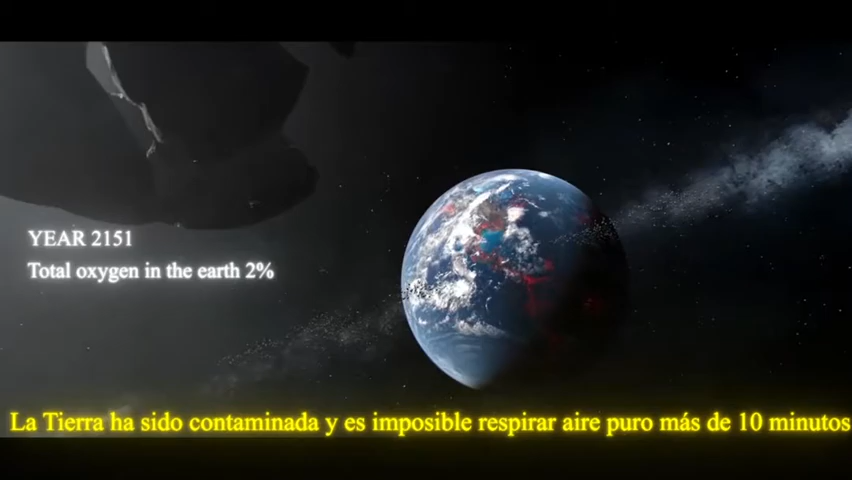 YEAR 2151
Total oxygen in the earth 2%
La Tierra ha sido contaminada y es imposible respirar aire puro más de 10 minutos